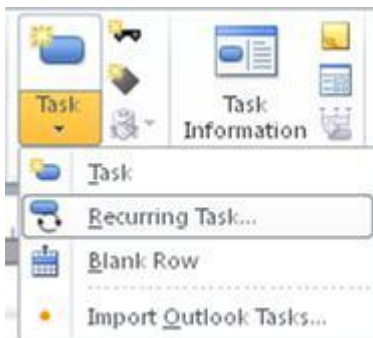 Task
Task
Information
Task
Recurring Task...
Blank Row
Import Outlook Tasks...